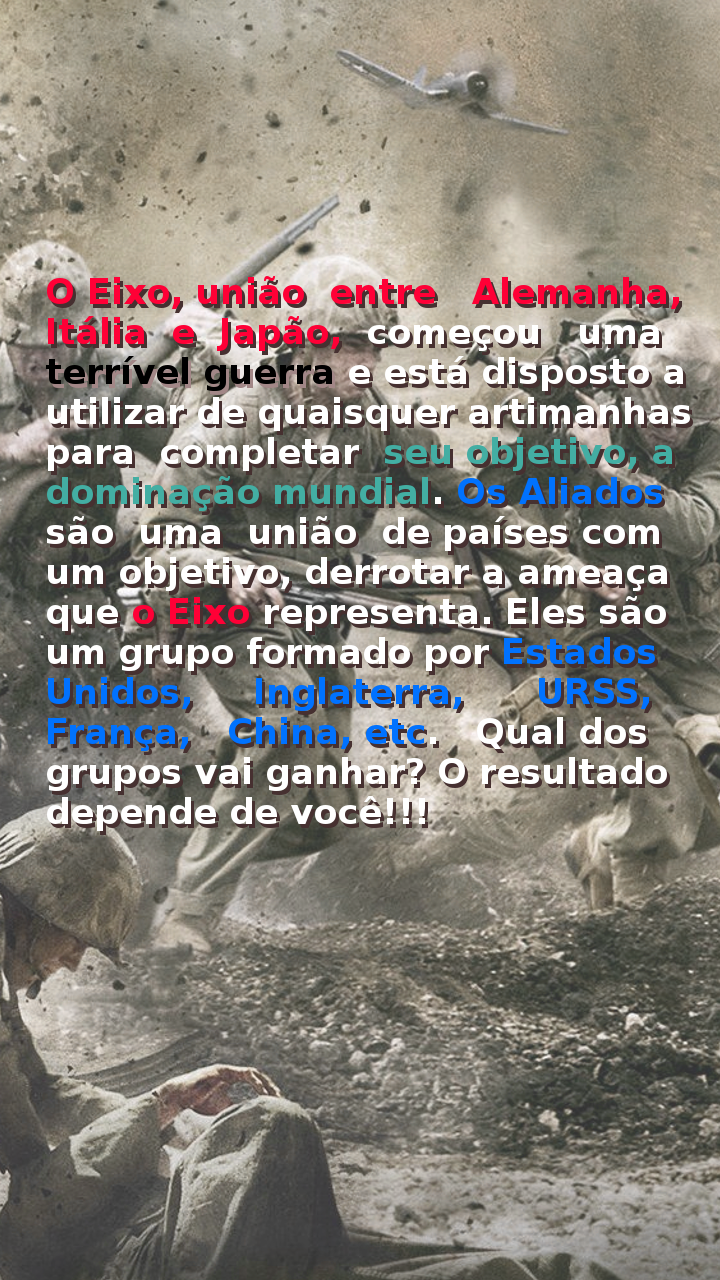 O Eixo, união entre Alemanha,
Itália e Japão, começou uma
terrível guerra e está disposto a
utilizar de quaisquer artimanhas
para completar seu objetivo, a
dominação mundial. Os Aliados
são uma união de países com
um objetivo, derrotar a ameaça
que o Eixo representa. Eles são
um grupo formado por Estados
Unidos, Inglaterra, URSS,
França, China, etc. Qual dos
grupos vai ganhar? O resultado
depende de você!!!